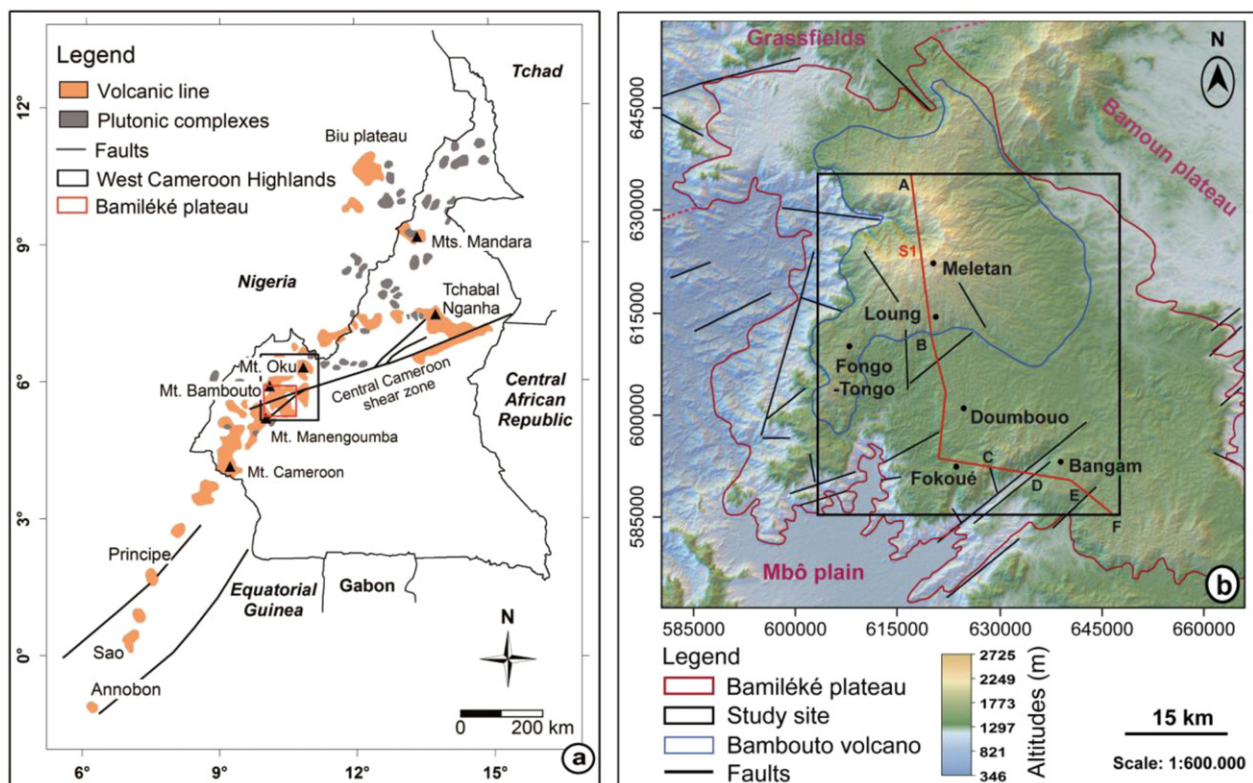 Legend
Volcanic line
Plutonic complexes
Faults
West Cameroon Highlands
Bamiléké plateau
Tchad
Biu plateau
Mts. Mandara
Nigeria
Tchabal
Nganha
Mt. Oku
Mt. Bambouto
Central Cameroon
shear zone
Central
African
Republic
Mt. Manengoumba
Mt. Cameroon
Principe
Equatorial
Guinea
Gabon
Sao
Annobon
N
0 200 km
12°
9°
6°
3°
0°
6° 9° 12° 15°
a
Grassfields
N
Bamoun plateau
A
S1
Meletan
Loung
B
Fongo
-Tongo
Doumbouo
C
Bangam
Fokoué
D
E
F
Mbô plain
b
645000
630000
615000
600000
585000
585000 600000 615000 630000 645000 660000
Legend
Bamiléké plateau
Study site
Bambouto volcano
Faults
2725
2249
1773
1297
821
346
Altitudes (m)
15 km
Scale: 1:600.000